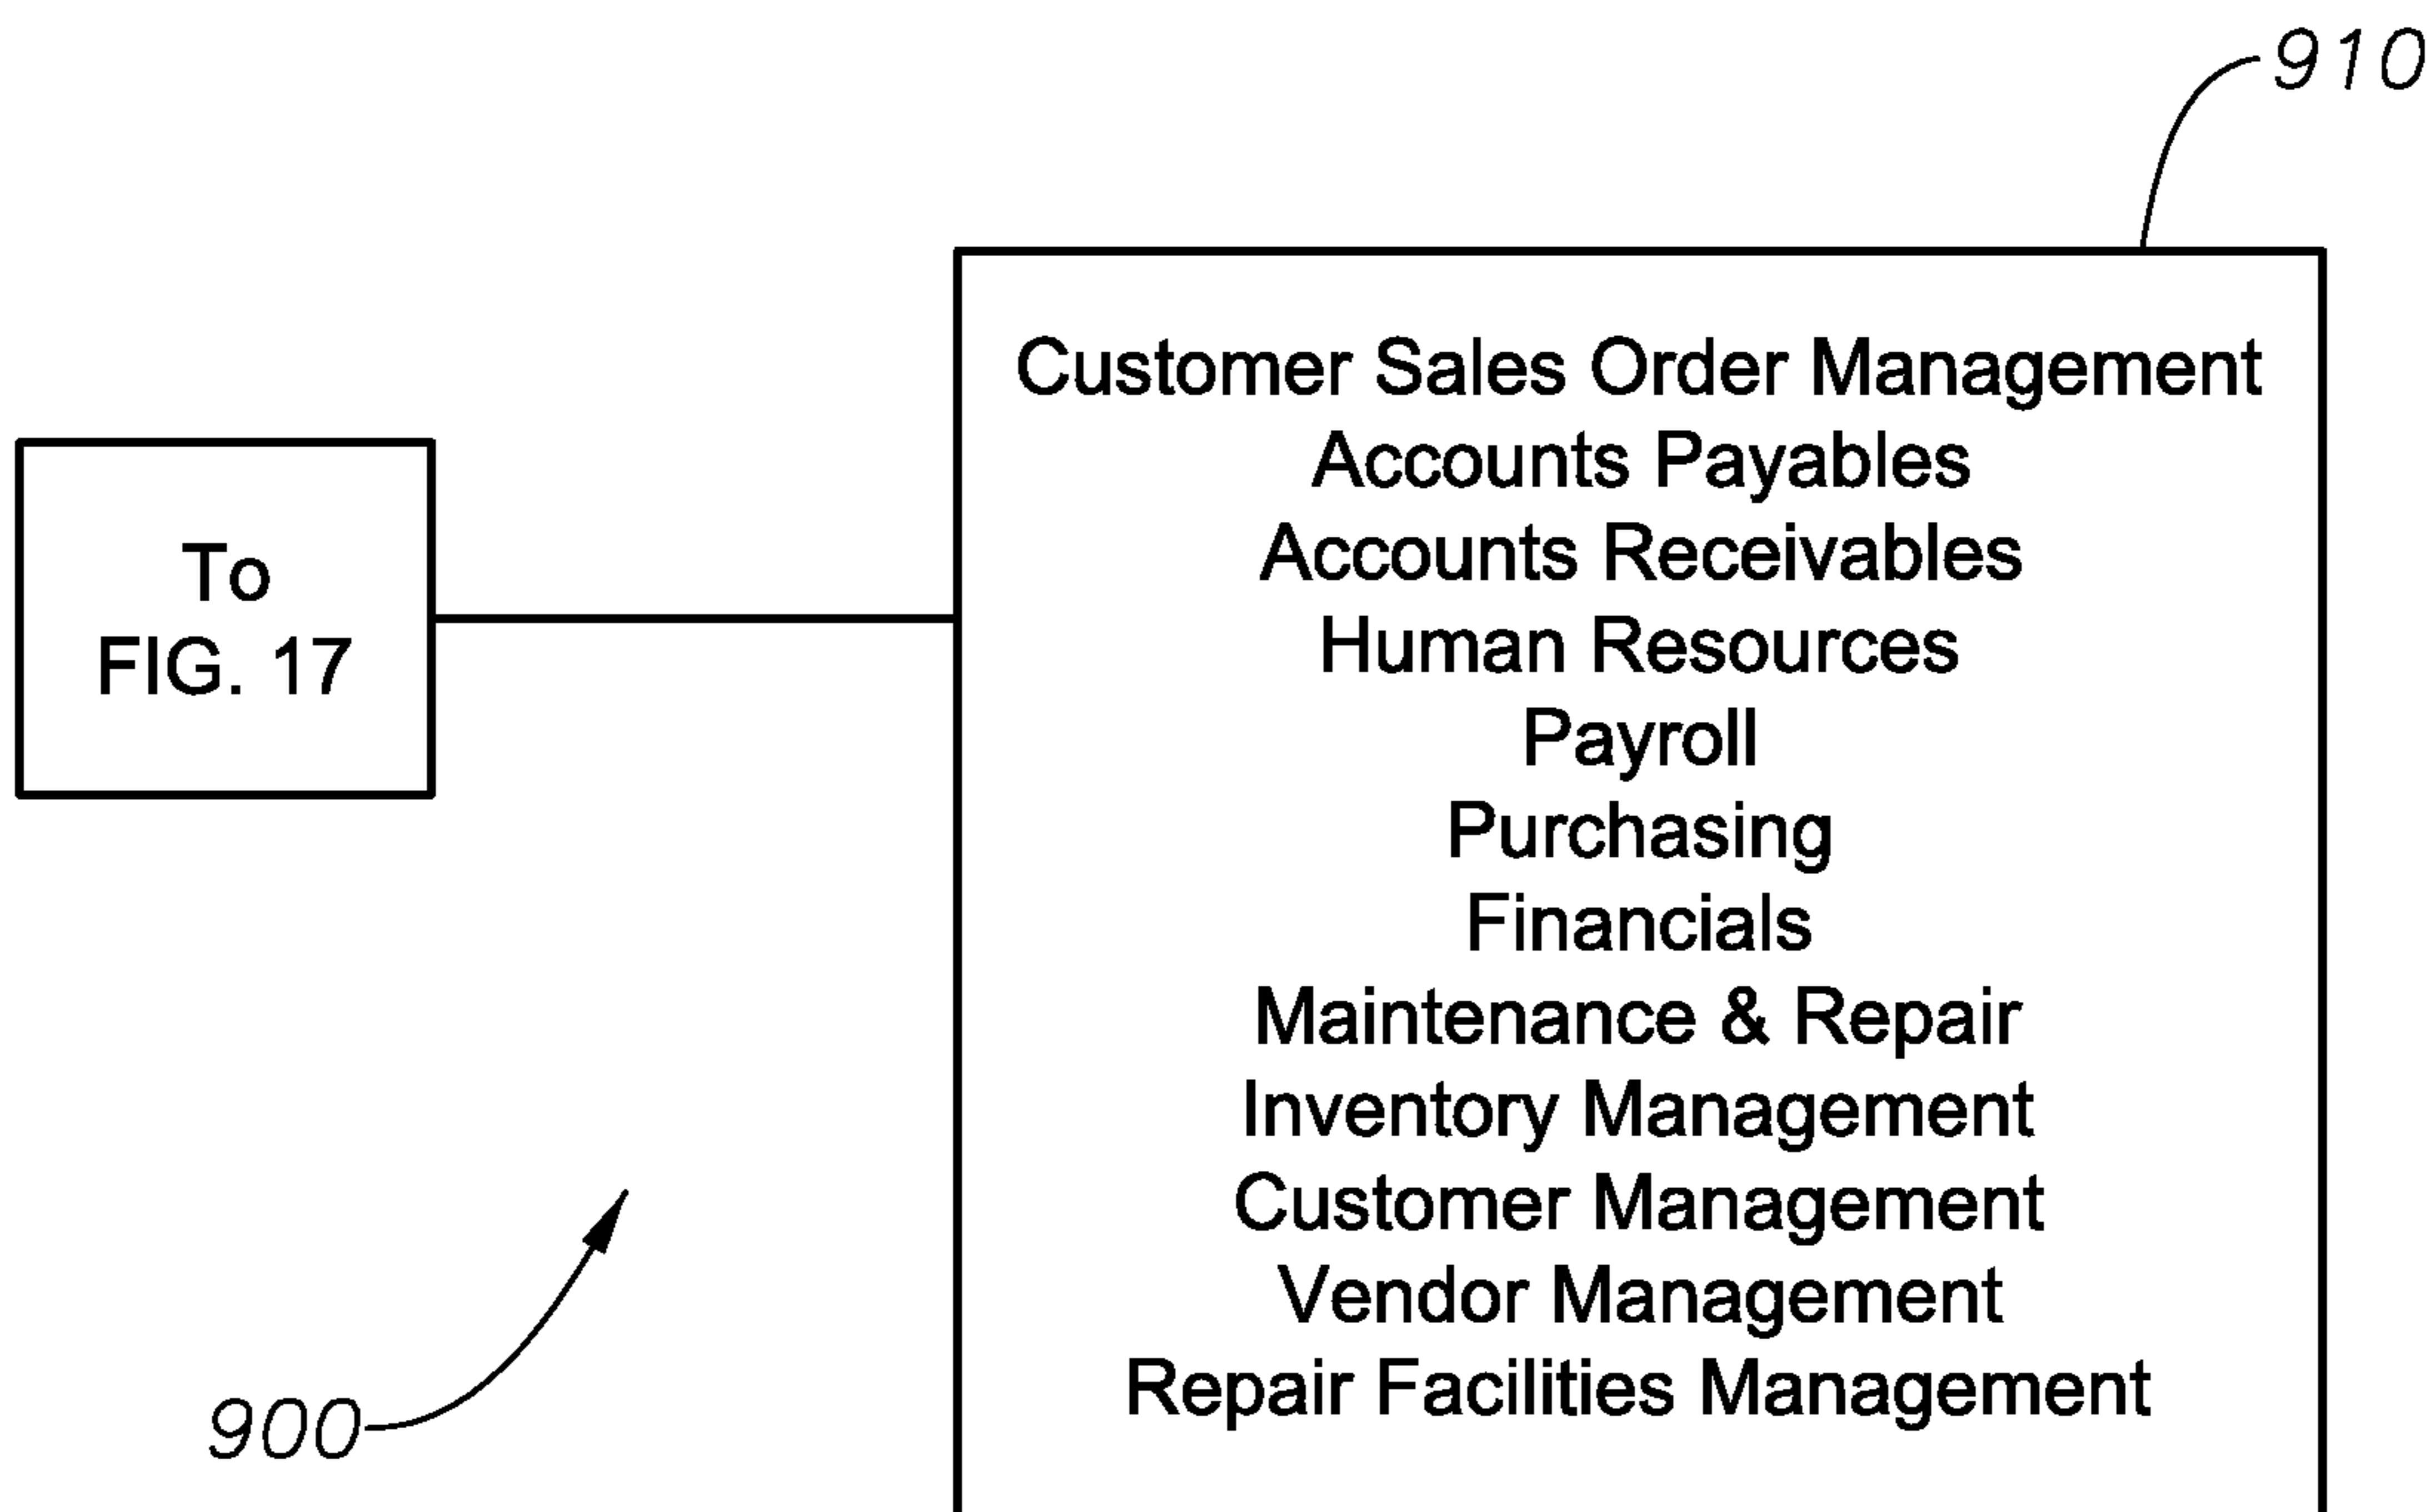 910
Customer Sales Order Management
Accounts Payables
Accounts Receivables
Human Resources
Payroll
Purchasing
Financials
Maintenance & Repair
Inventory Management
Customer Management
Vendor Management
Repair Facilities Management
To
FIG. 17
900